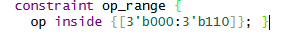 constraint op_range {
op inside {[3'b000:3'b110]}; }